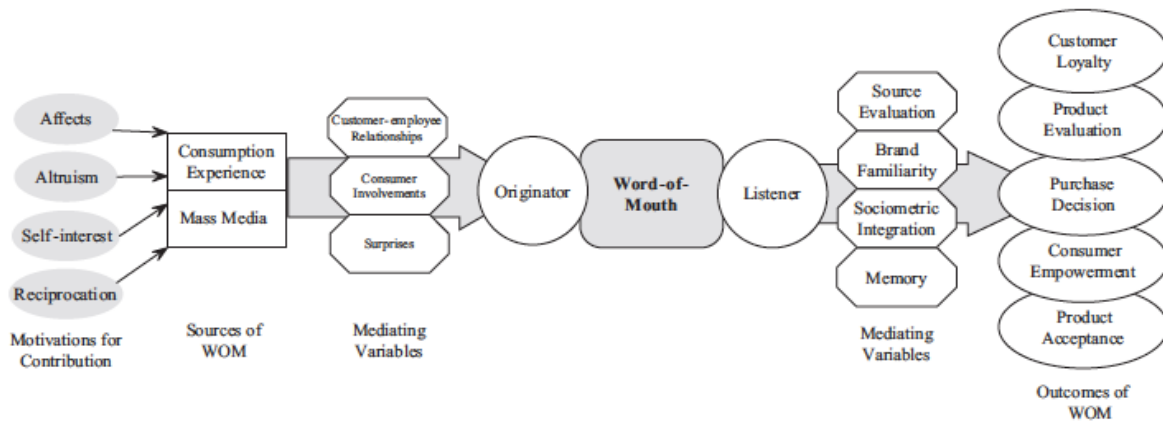 Affects
Altruism
Self-interest
Reciprocation
Motivations for
Contribution
Consumption
Experience
Mass Media
Sources of
WOM
Customer-employee
Relationships
Consumer
Involvements
Surprises
Mediating
Variables
Originator
Word-of-
Mouth
Listener
Source
Evaluation
Brand
Familiarity
Sociometric
Integration
Memory
Mediating
Variables
Customer
Loyalty
Product
Evaluation
Purchase
Decision
Consumer
Empowerment
Product
Acceptance
Outcomes of
WOM